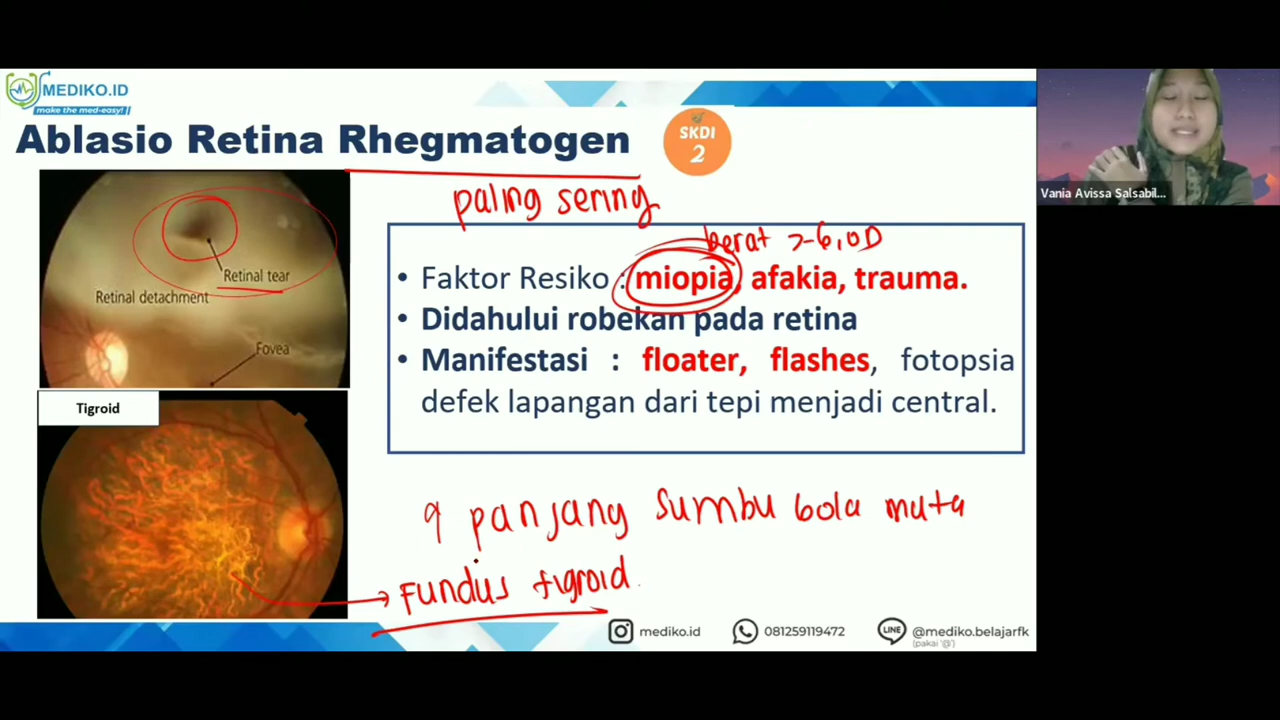 MEDIKO.ID
make the med-easy!
Ablasio Retina Rhegmatogen
SKDI
2
Vania Avissa Salsabil...
paling sering
berat >-6,0D
Retinal tear
Retinal detachment
Fovea
• Faktor Resiko : miopia, afakia, trauma.
• Didahului robekan pada retina
• Manifestasi : floater, flashes, fotopsia
defek lapangan dari tepi menjadi central.
Tigroid
panjang sumbu bola mata
Fundus tigroid
mediko.id
081259119472
LINE
@mediko.belajarfk
(pakai '@')